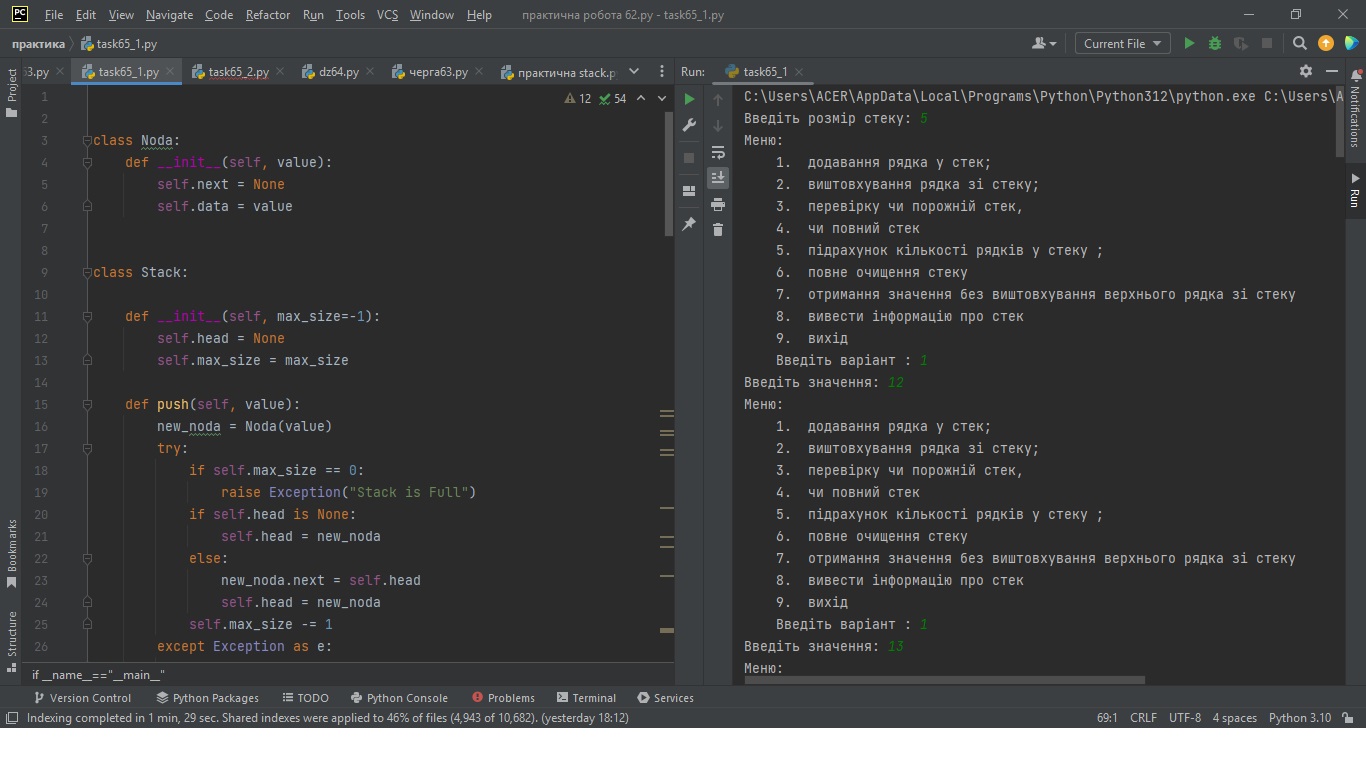 PC File Edit View Navigate Code Refactor Run Tools VCS Window Help практична робота 62.py - task65_1.py
практика task65_1.py Current File
63.py task65_1.py task65_2.py dz64.py черга63.py практична stack.p Run: task65_1
Project
Bookmarks
Structure
Notifications
Run
12 54
1
2
3 class Noda:
4 def __init__(self, value):
5 self.next = None
6 self.data = value
7
8
9 class Stack:
10
11 def __init__(self, max_size=-1):
12 self.head = None
13 self.max_size = max_size
14
15 def push(self, value):
16 new_noda = Noda(value)
17 try:
18 if self.max_size == 0:
19 raise Exception("Stack is Full")
20 if self.head is None:
21 self.head = new_noda
22 else:
23 new_noda.next = self.head
24 self.head = new_noda
25 self.max_size -= 1
26 except Exception as e:
if __name__=="__main__"
C:\Users\ACER\AppData\Local\Programs\Python\Python312\python.exe C:\Users\A
Введіть розмір стеку: 5
Меню:
1. додавання рядка у стек;
2. виштовхування рядка зі стеку;
3. перевірку чи порожній стек,
4. чи повний стек
5. підрахунок кількості рядків у стеку ;
6. повне очищення стеку
7. отримання значення без виштовхування верхнього рядка зі стеку
8. вивести інформацію про стек
9. вихід
Введіть варіант : 1
Введіть значення: 12
Меню:
1. додавання рядка у стек;
2. виштовхування рядка зі стеку;
3. перевірку чи порожній стек,
4. чи повний стек
5. підрахунок кількості рядків у стеку ;
6. повне очищення стеку
7. отримання значення без виштовхування верхнього рядка зі стеку
8. вивести інформацію про стек
9. вихід
Введіть варіант : 1
Введіть значення: 13
Меню:
Version Control Python Packages TODO Python Console Problems Terminal Services
Indexing completed in 1 min, 29 sec. Shared indexes were applied to 46% of files (4,943 of 10,682). (yesterday 18:12) 69:1 CRLF UTF-8 4 spaces Python 3.10